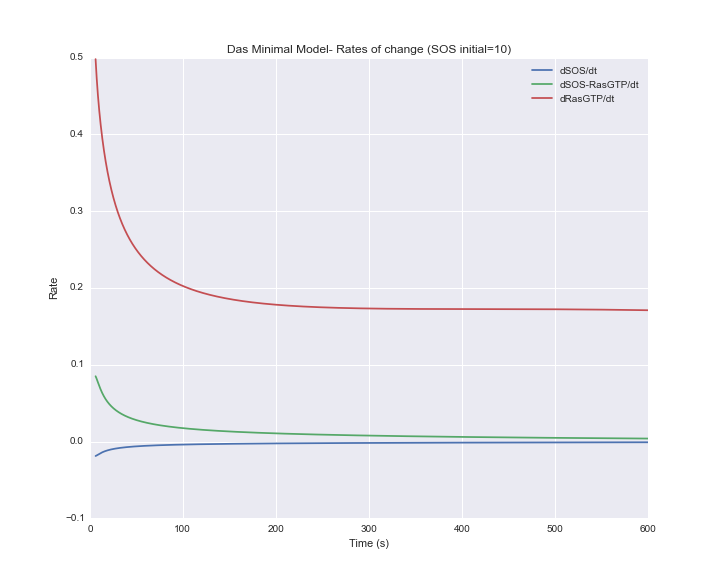 Das Minimal Model- Rates of change (SOS initial=10)
dSOS/dt
dSOS-RasGTP/dt
dRasGTP/dt
0.5
0.4
0.3
0.2
0.1
0.0
−0.1
Rate
0 100 200 300 400 500 600
Time (s)